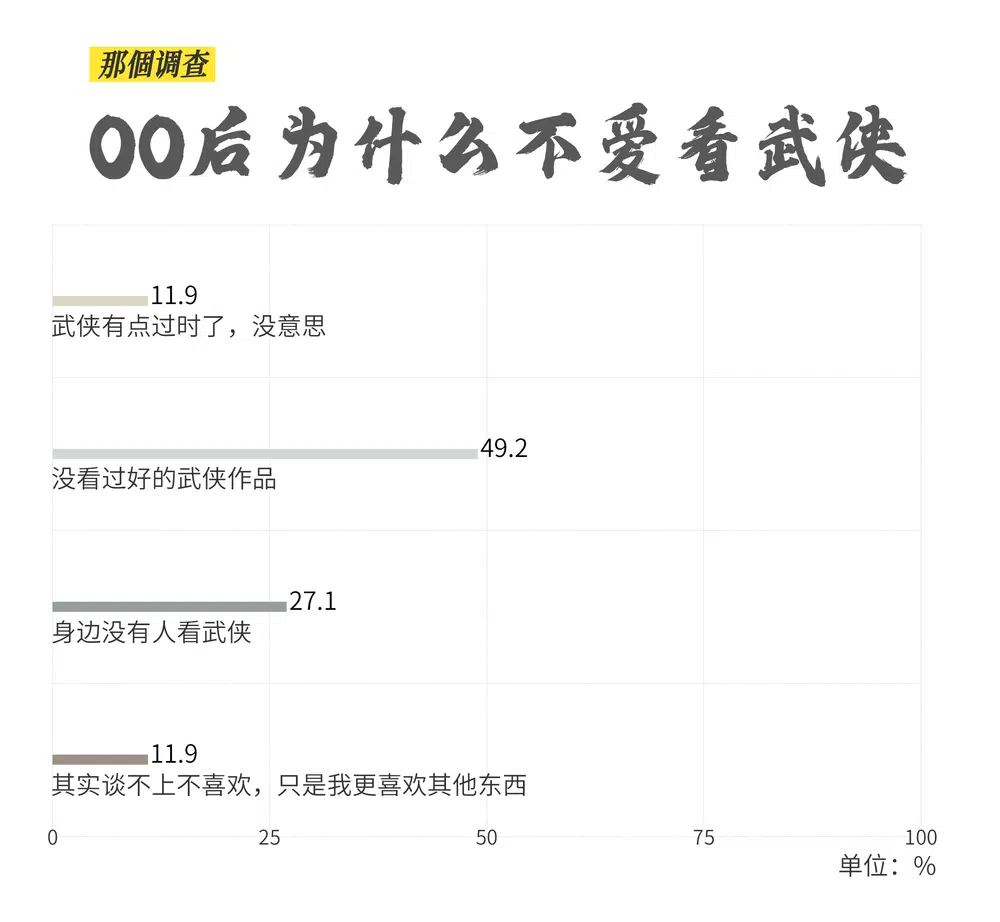 那個调查
00后为什么不爱看武侠
11.9
武侠有点过时了，没意思
49.2
没看过好的武侠作品
27.1
身边没有人看武侠
11.9
其实谈不上不喜欢，只是我更喜欢其他东西
0 25 50 75 100
单位：%